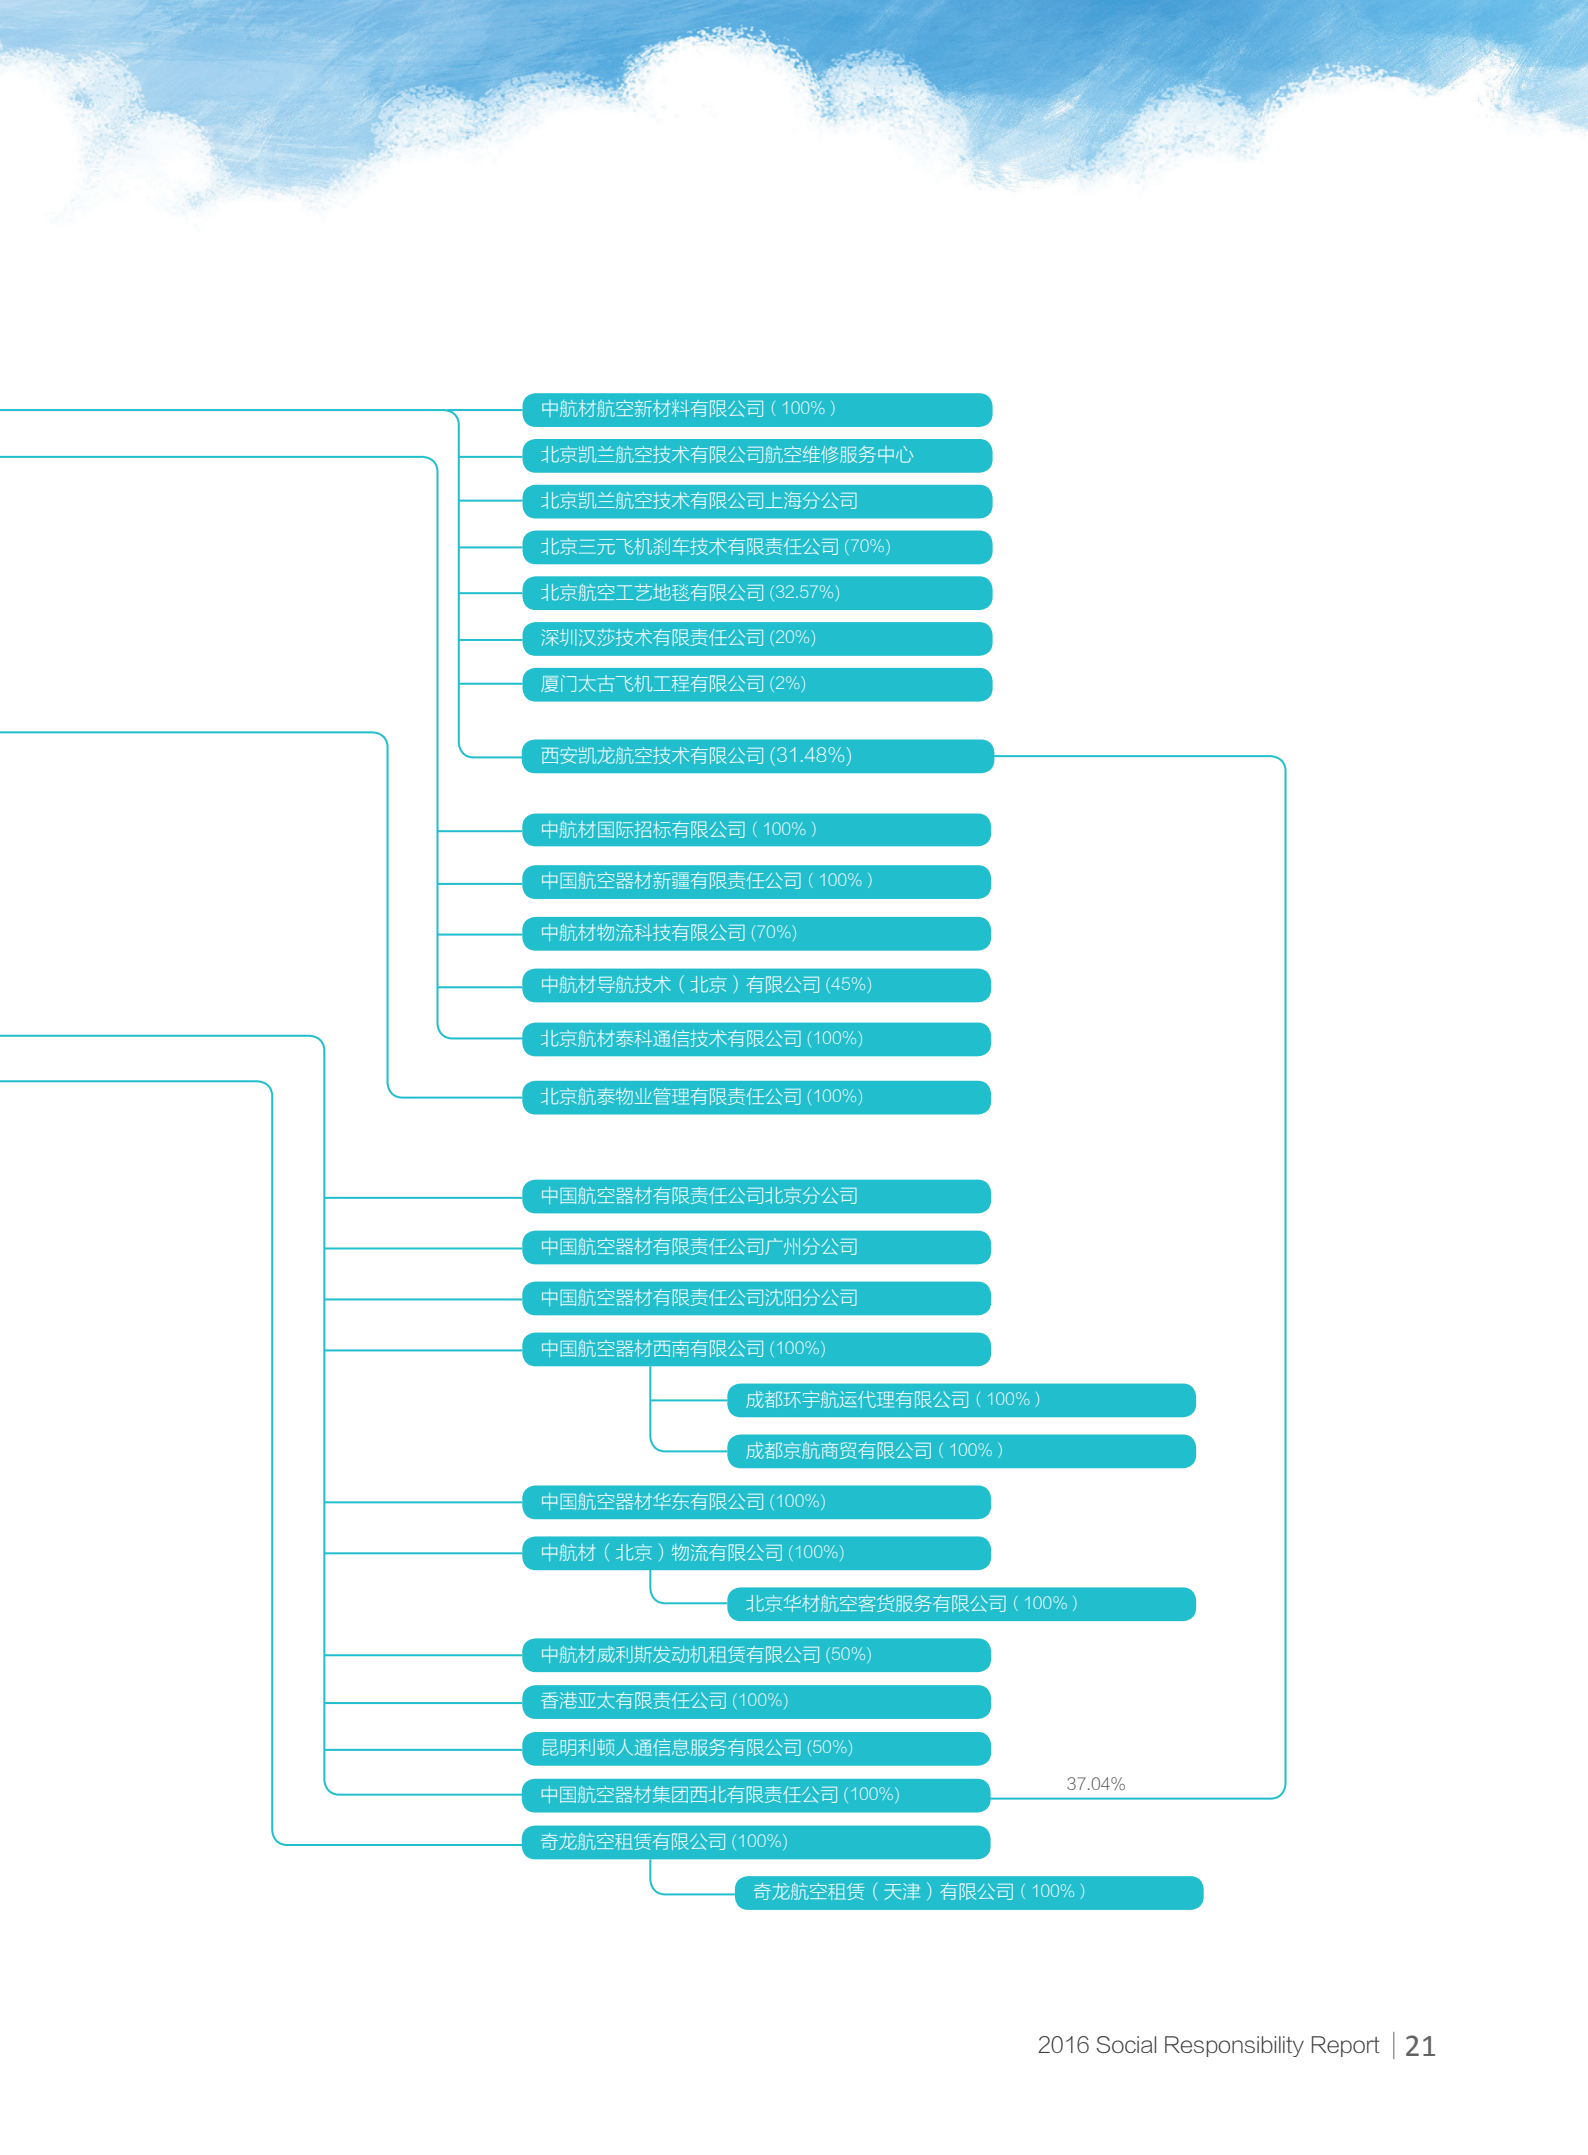 中航材航空新材料有限公司（100%）
北京凯兰航空技术有限公司航空维修服务中心
北京凯兰航空技术有限公司上海分公司
北京三元飞机刹车技术有限责任公司 (70%)
北京航空工艺地毯有限公司 (32.57%)
深圳汉莎技术有限责任公司 (20%)
厦门太古飞机工程有限公司 (2%)
西安凯龙航空技术有限公司 (31.48%)
中航材国际招标有限公司（100%）
中国航空器材新疆有限责任公司（100%）
中航材物流科技有限公司 (70%)
中航材导航技术（北京）有限公司 (45%)
北京航材泰科通信技术有限公司 (100%)
北京航泰物业管理有限责任公司 (100%)
中国航空器材有限责任公司北京分公司
中国航空器材有限责任公司广州分公司
中国航空器材有限责任公司沈阳分公司
中国航空器材西南有限公司 (100%)
成都环宇航运代理有限公司（100%）
成都京航商贸有限公司（100%）
中国航空器材华东有限公司 (100%)
中航材（北京）物流有限公司 (100%)
北京华材航空客货服务有限公司（100%）
中航材威利斯发动机租赁有限公司 (50%)
香港亚太有限责任公司 (100%)
昆明利顿人通信息服务有限公司 (50%)
中国航空器材集团西北有限责任公司 (100%)
37.04%
奇龙航空租赁有限公司 (100%)
奇龙航空租赁（天津）有限公司（100%）
2016 Social Responsibility Report | 21